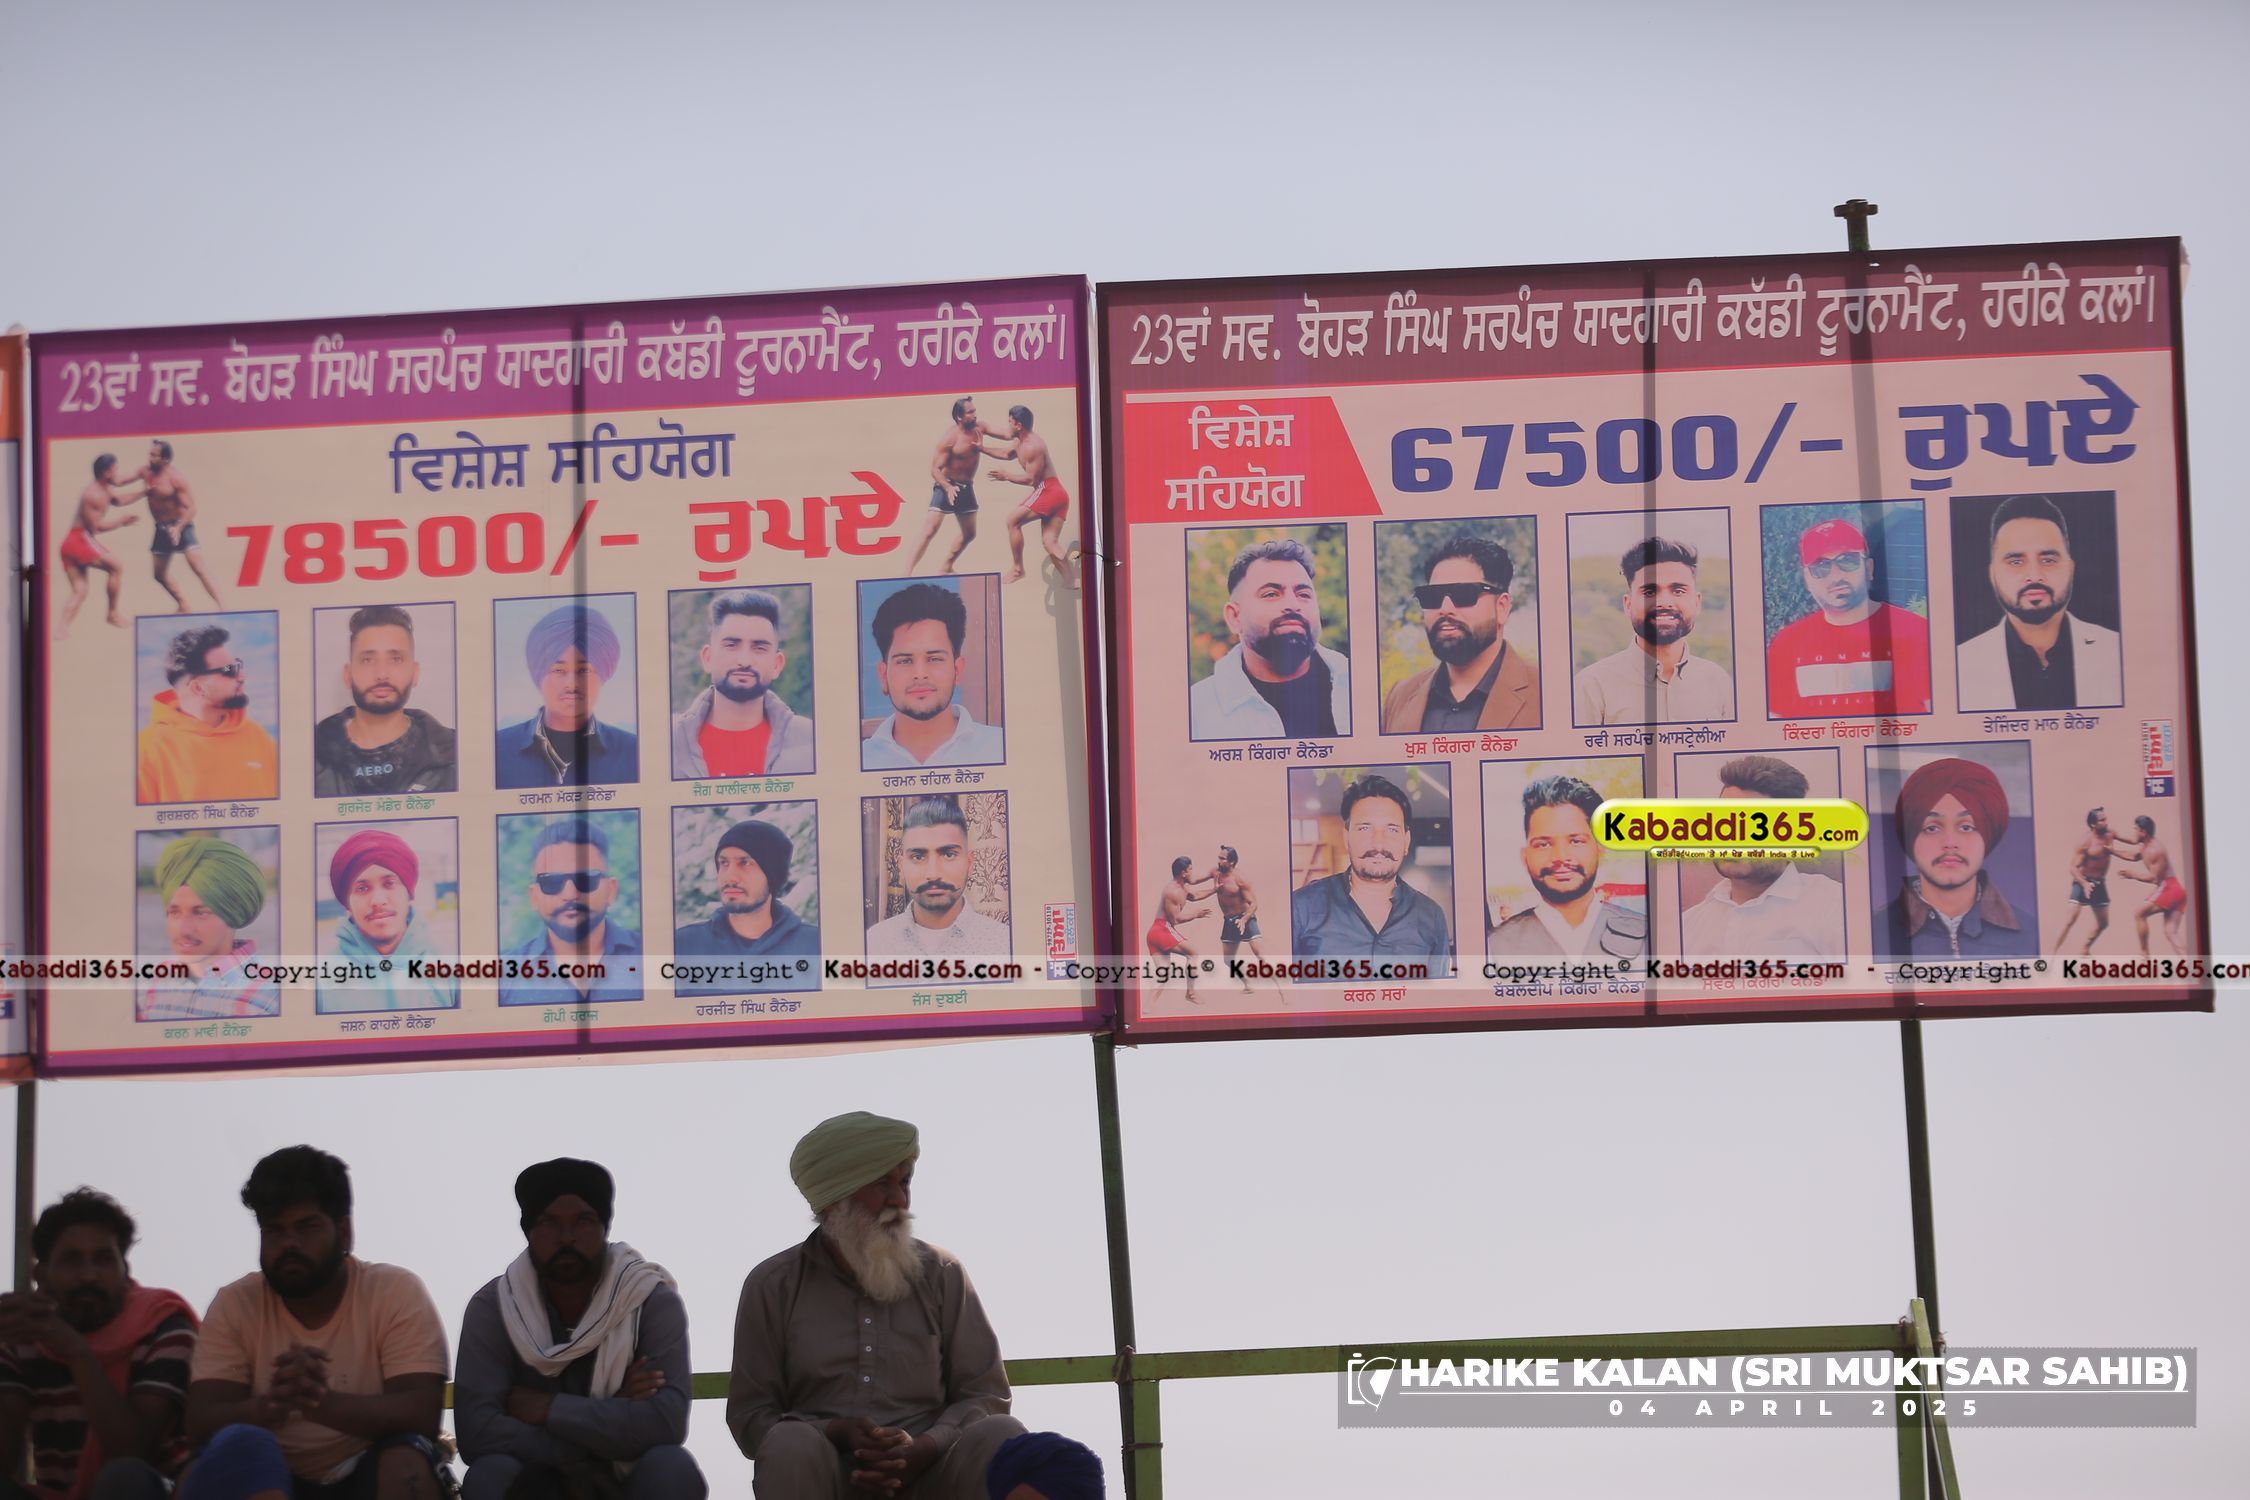 23ਵਾਂ ਸਵ. ਬੋਹੜ ਸਿੰਘ ਸਰਪੰਚ ਯਾਦਗਾਰੀ ਕਬੱਡੀ ਟੂਰਨਾਮੈਂਟ, ਹਰੀਕੇ ਕਲਾਂ।
ਵਿਸ਼ੇਸ਼ ਸਹਿਯੋਗ
78500/- ਰੁਪਏ
ਗੁਰਸ਼ਰਨ ਸਿੰਘ ਕੈਨੇਡਾ
ਗੁਰਜੋਤ ਮੰਡੇਰ ਕੈਨੇਡਾ
ਹਰਮਨ ਮੱਕੜ ਕੈਨੇਡਾ
ਜੈਗ ਧਾਲੀਵਾਲ ਕੈਨੇਡਾ
ਹਰਮਨ ਚਹਿਲ ਕੈਨੇਡਾ
AERO
ਕਰਨ ਮਾਵੀ ਕੈਨੇਡਾ
ਜਸ਼ਨ ਕਾਹਲੋਂ ਕੈਨੇਡਾ
ਗੋਪੀ ਹਰਾਜ
ਹਰਜੀਤ ਸਿੰਘ ਕੈਨੇਡਾ
ਜੱਸ ਦੁਬਈ
23ਵਾਂ ਸਵ. ਬੋਹੜ ਸਿੰਘ ਸਰਪੰਚ ਯਾਦਗਾਰੀ ਕਬੱਡੀ ਟੂਰਨਾਮੈਂਟ, ਹਰੀਕੇ ਕਲਾਂ।
ਵਿਸ਼ੇਸ਼
ਸਹਿਯੋਗ
67500/- ਰੁਪਏ
ਅਰਸ਼ ਕਿੰਗਰਾ ਕੈਨੇਡਾ
ਖੁਸ਼ ਕਿੰਗਰਾ ਕੈਨੇਡਾ
ਰਵੀ ਸਰਪੰਚ ਆਸਟ੍ਰੇਲੀਆ
ਕਿੰਦਰਾ ਕਿੰਗਰਾ ਕੈਨੇਡਾ
ਤੇਜਿੰਦਰ ਮਾਨ ਕੈਨੇਡਾ
ਕਰਨ ਸਰਾਂ
ਬੱਬਲਦੀਪ ਕਿੰਗਰਾ ਕੈਨੇਡਾ
ਸੇਵਕ ਕਿੰਗਰਾ ਕੈਨੇਡਾ
Kabaddi365.com
Kabaddi365.com - Copyright© Kabaddi365.com - Copyright© Kabaddi365.com - Copyright© Kabaddi365.com - Copyright© Kabaddi365.com - Copyright© Kabaddi365.com
HARIKE KALAN (SRI MUKTSAR SAHIB)
04 APRIL 2025